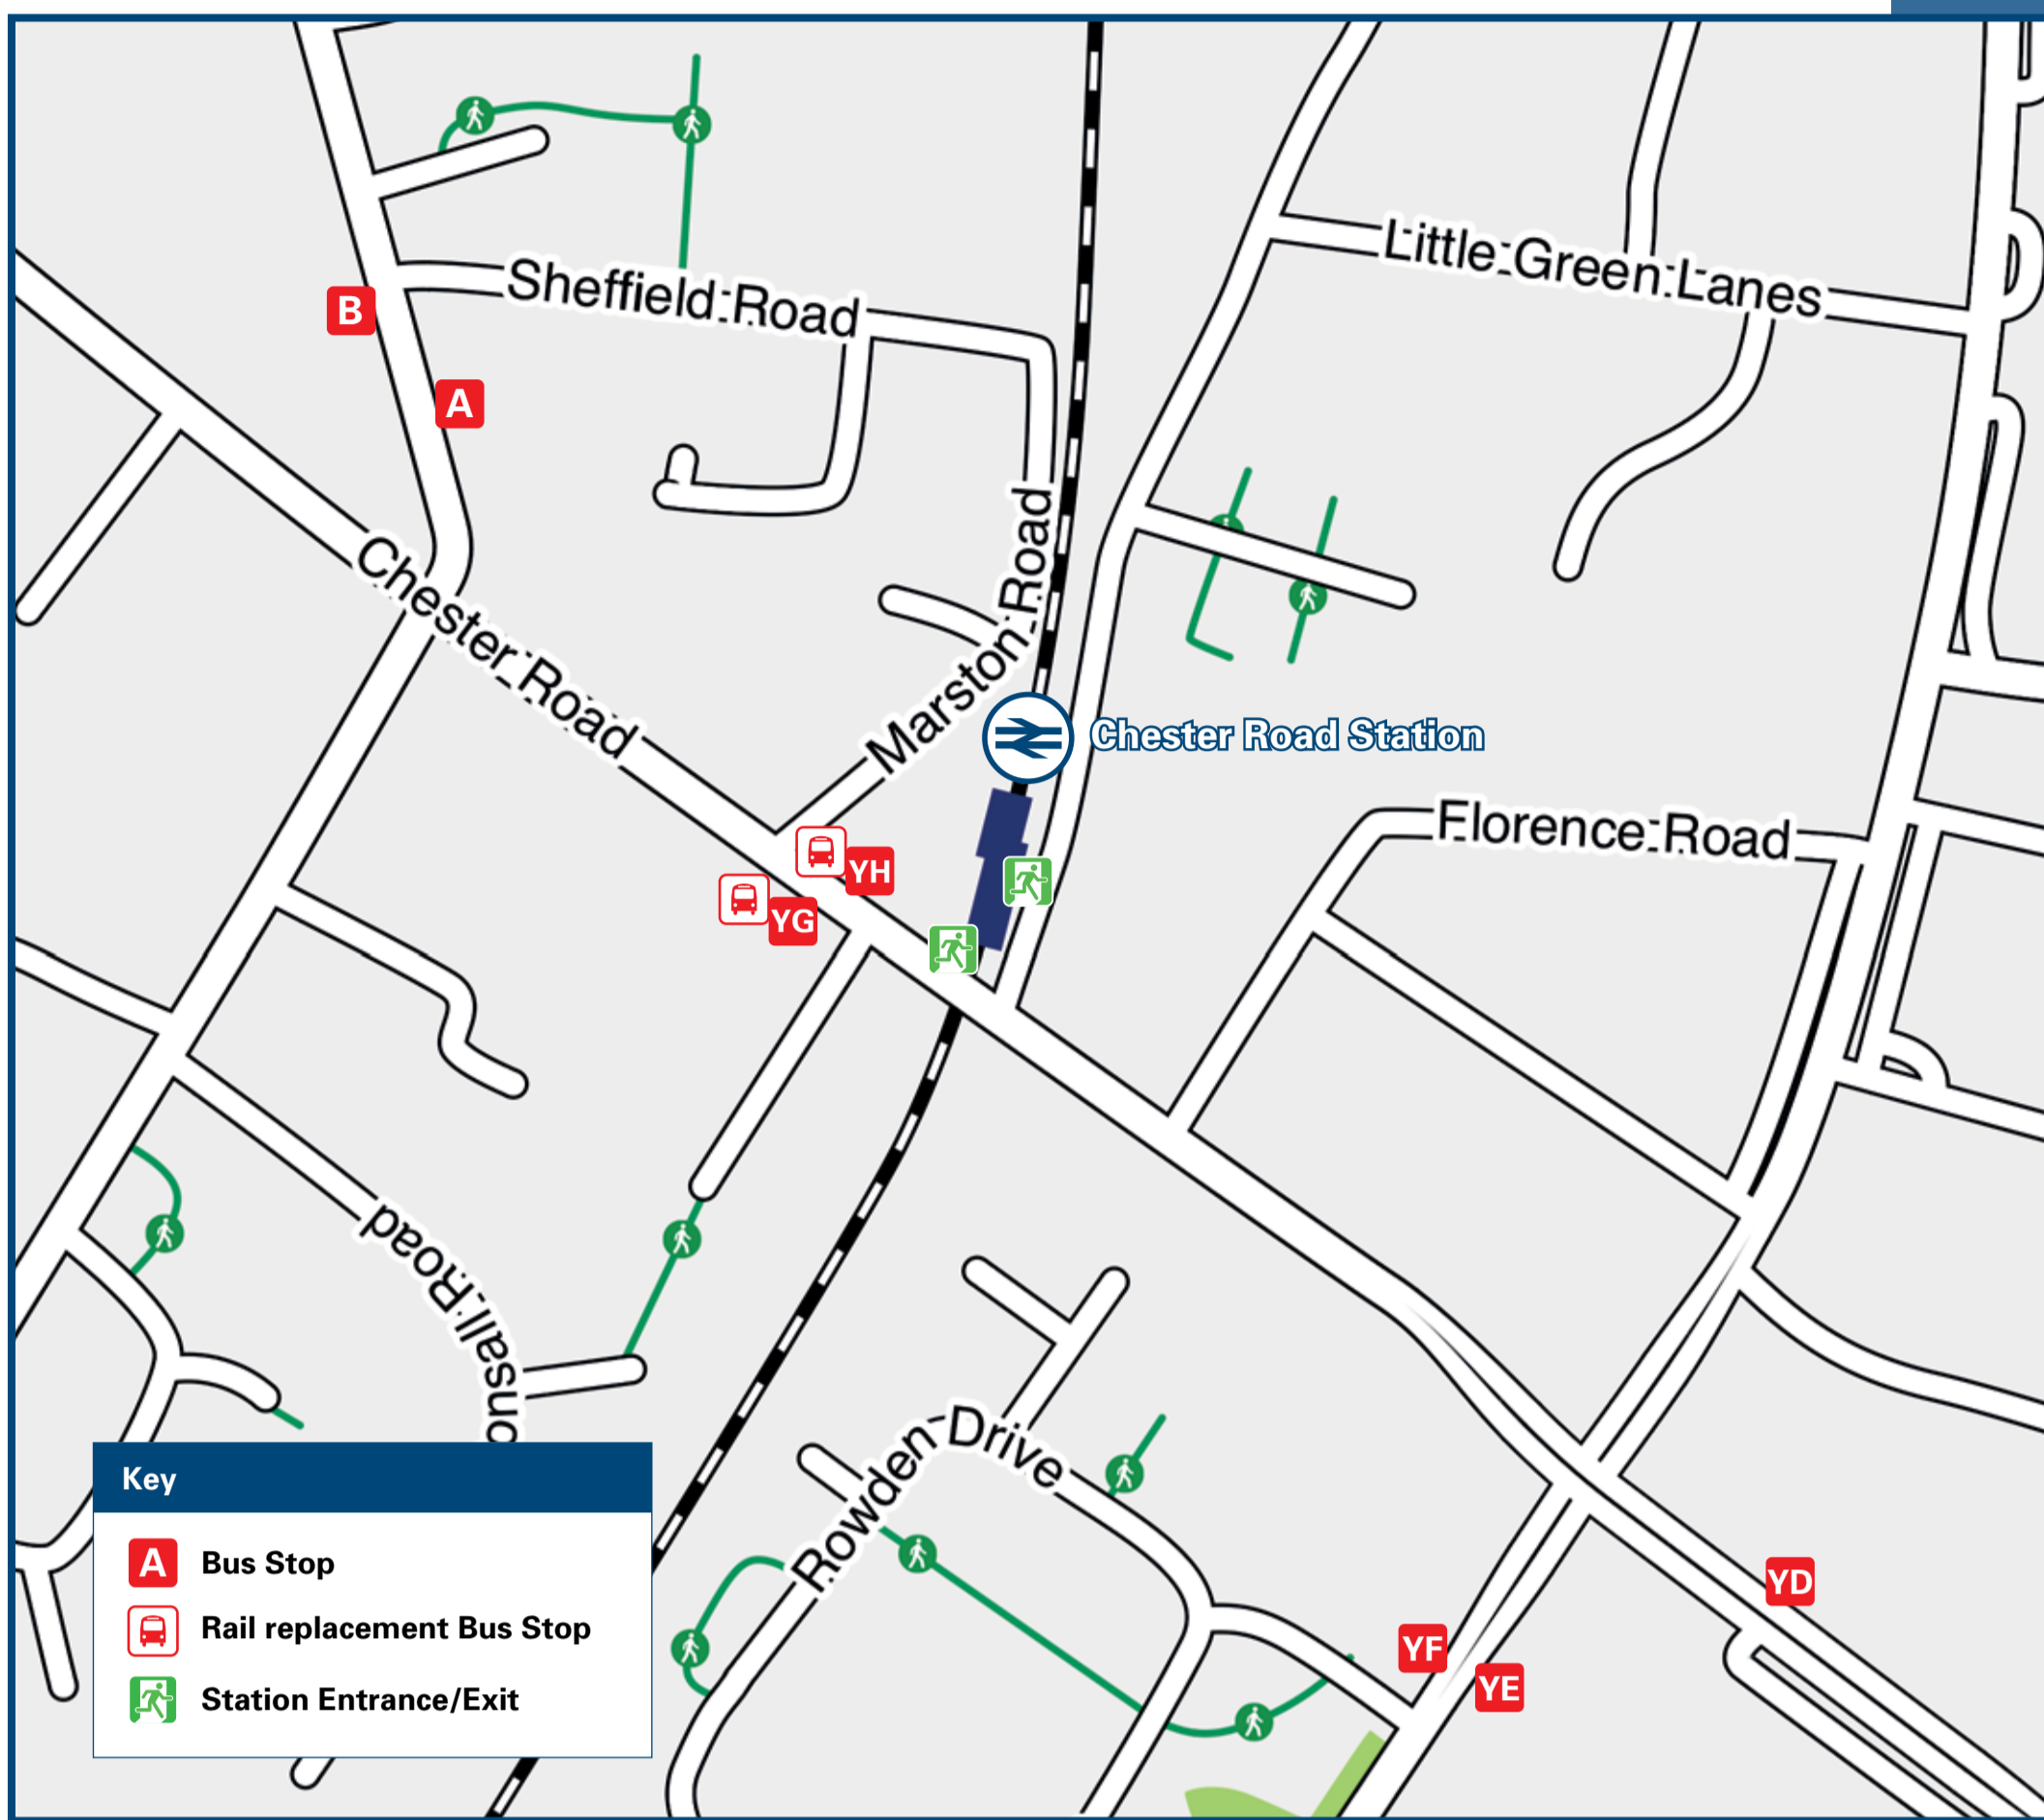 Little Green Lanes
Sheffield Road
B
A
Chester Road
Marston Road
Chester Road Station
Florence Road
YH
YG
onsall Road
Rowden Drive
YD
YF
YE
Key
A Bus Stop
Rail replacement Bus Stop
Station Entrance/Exit